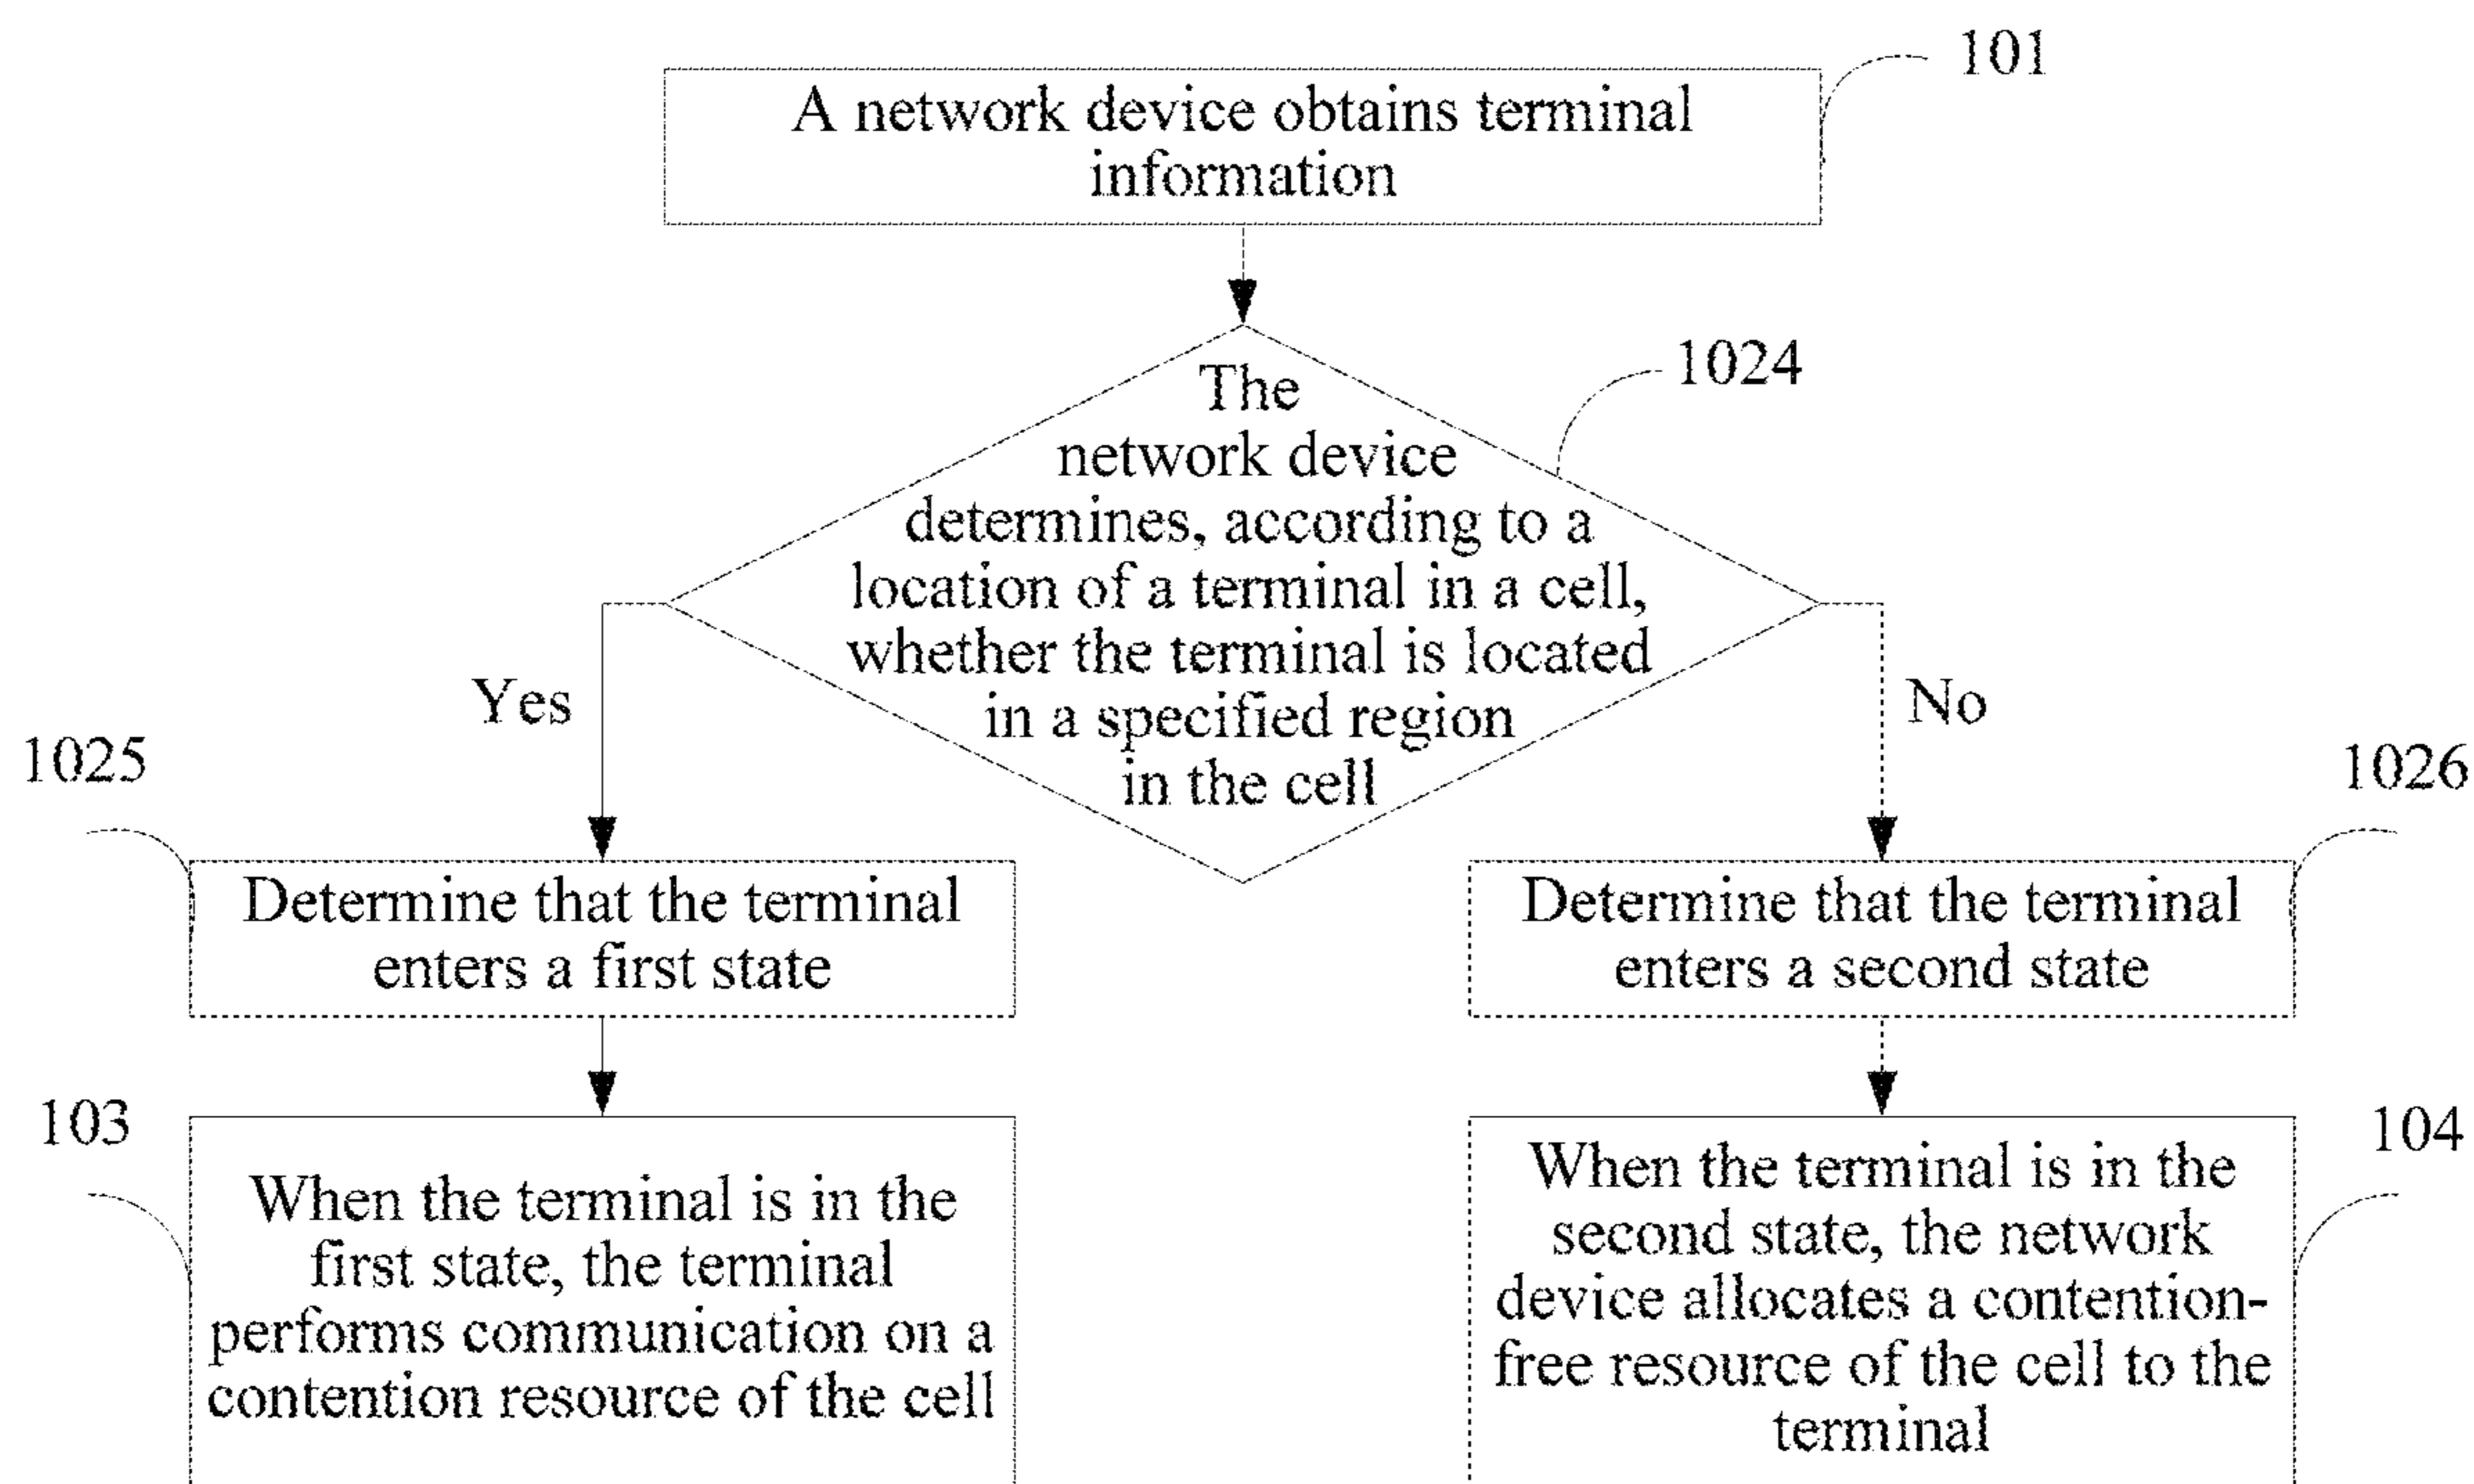 101
A network device obtains terminal
information
1024
The
network device
determines, according to a
location of a terminal in a cell,
whether the terminal is located
in a specified region
in the cell
Yes
No
1025
1026
Determine that the terminal
enters a first state
Determine that the terminal
enters a second state
103
104
When the terminal is in the
first state, the terminal
performs communication on a
contention resource of the cell
When the terminal is in the
second state, the network
device allocates a contention-
free resource of the cell to the
terminal